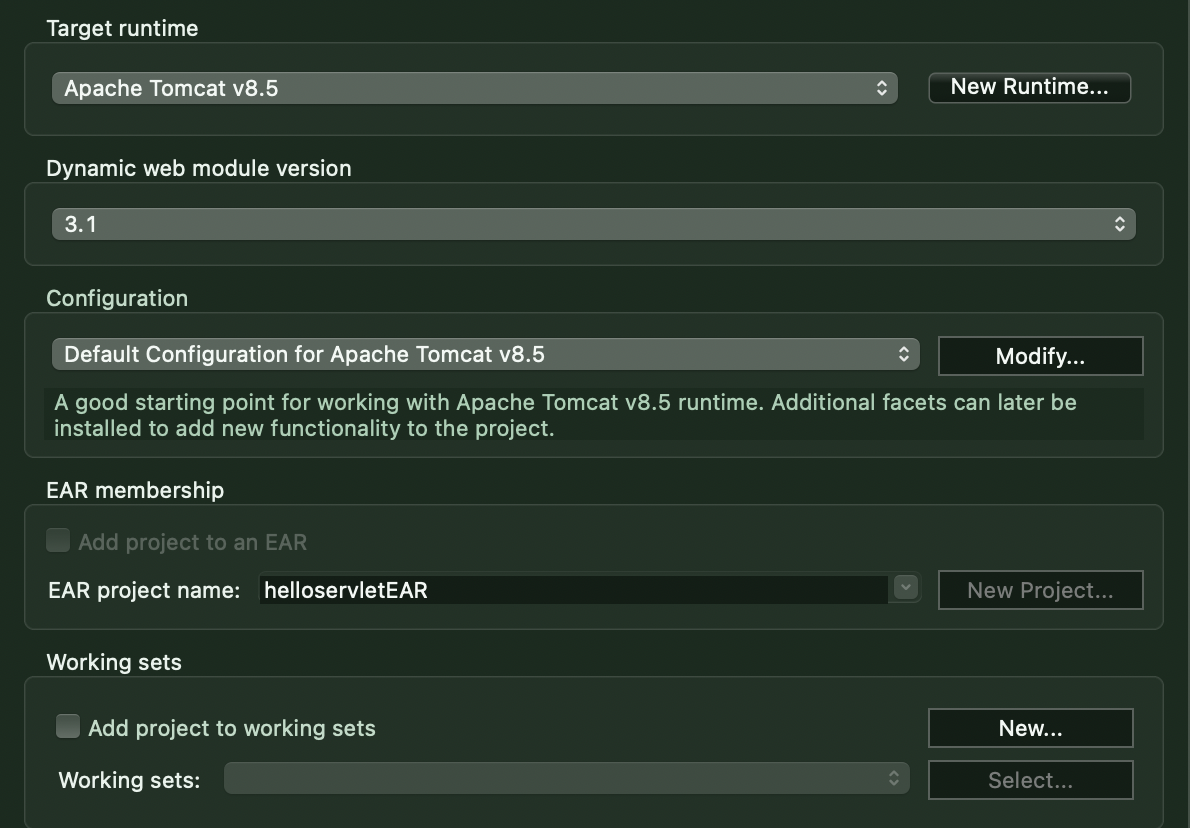 Target runtime
Apache Tomcat v8.5
New Runtime...
Dynamic web module version
3.1
Configuration
Default Configuration for Apache Tomcat v8.5
Modify...
A good starting point for working with Apache Tomcat v8.5 runtime. Additional facets can later be
installed to add new functionality to the project.
EAR membership
Add project to an EAR
EAR project name:
helloservletEAR
New Project...
Working sets
Add project to working sets
New...
Working sets:
Select...